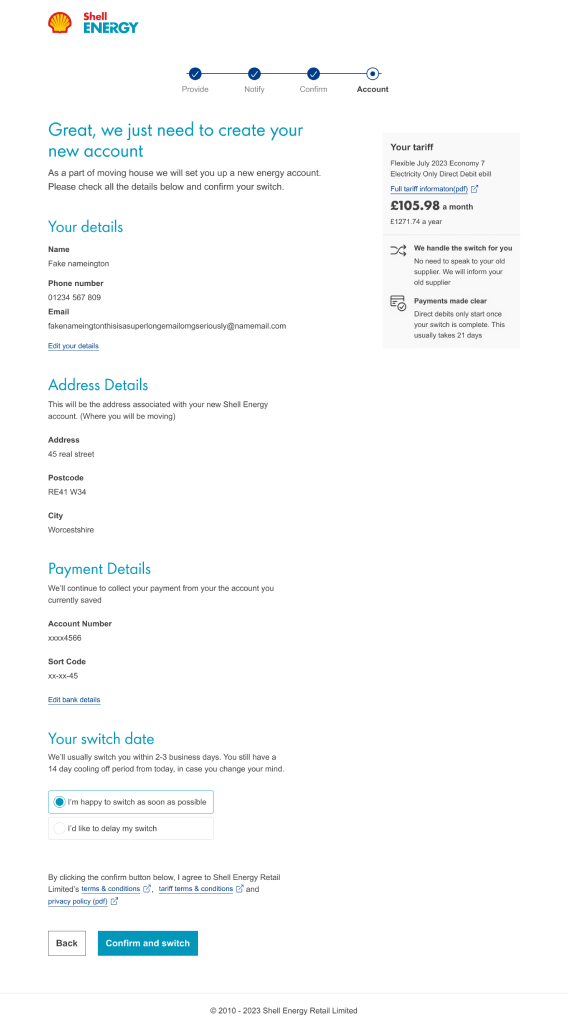 Shell
ENERGY
Provide
Notify
Confirm
Account
Great, we just need to create your
new account
As a part of moving house we will set you up a new energy account.
Please check all the details below and confirm your switch.
Your details
Name
Fake nameington
Phone number
01234 567 809
Email
fakenameingtonthisisasuperlongemailomgseriously@namemail.com
Edit your details
Address Details
This will be the address associated with your new Shell Energy
account. (Where you will be moving)
Address
45 real street
Postcode
RE41 W34
City
Worcestshire
Payment Details
We'll continue to collect your payment from your the account you
currently saved
Account Number
xxxx4566
Sort Code
xx-xx-45
Edit bank details
Your switch date
We'll usually switch you within 2-3 business days. You still have a
14 day cooling off period from today, in case you change your mind.
I'm happy to switch as soon as possible
I'd like to delay my switch
By clicking the confirm button below, I agree to Shell Energy Retail
Limited's terms & conditions, tariff terms & conditions and
privacy policy (pdf)
Back
Confirm and switch
Your tariff
Flexible July 2023 Economy 7
Electricity Only Direct Debit ebill
Full tariff informaton(pdf)
£105.98 a month
£1271.74 a year
We handle the switch for you
No need to speak to your old
supplier. We will inform your
old supplier
Payments made clear
Direct debits only start once
your switch is complete. This
usually takes 21 days
© 2010 - 2023 Shell Energy Retail Limited